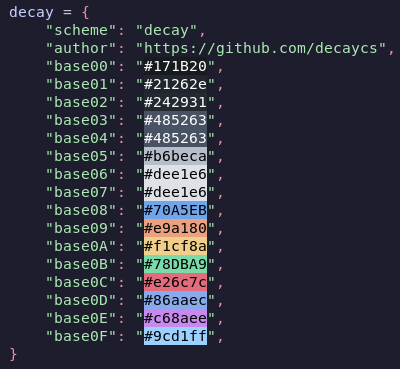 decay = {
    "scheme": "decay",
    "author": "https://github.com/decaycs",
    "base00": "#171B20",
    "base01": "#21262e",
    "base02": "#242931",
    "base03": "#485263",
    "base04": "#485263",
    "base05": "#b6beca",
    "base06": "#dee1e6",
    "base07": "#dee1e6",
    "base08": "#70A5EB",
    "base09": "#e9a180",
    "base0A": "#f1cf8a",
    "base0B": "#78DBA9",
    "base0C": "#e26c7c",
    "base0D": "#86aaec",
    "base0E": "#c68aee",
    "base0F": "#9cd1ff",
}